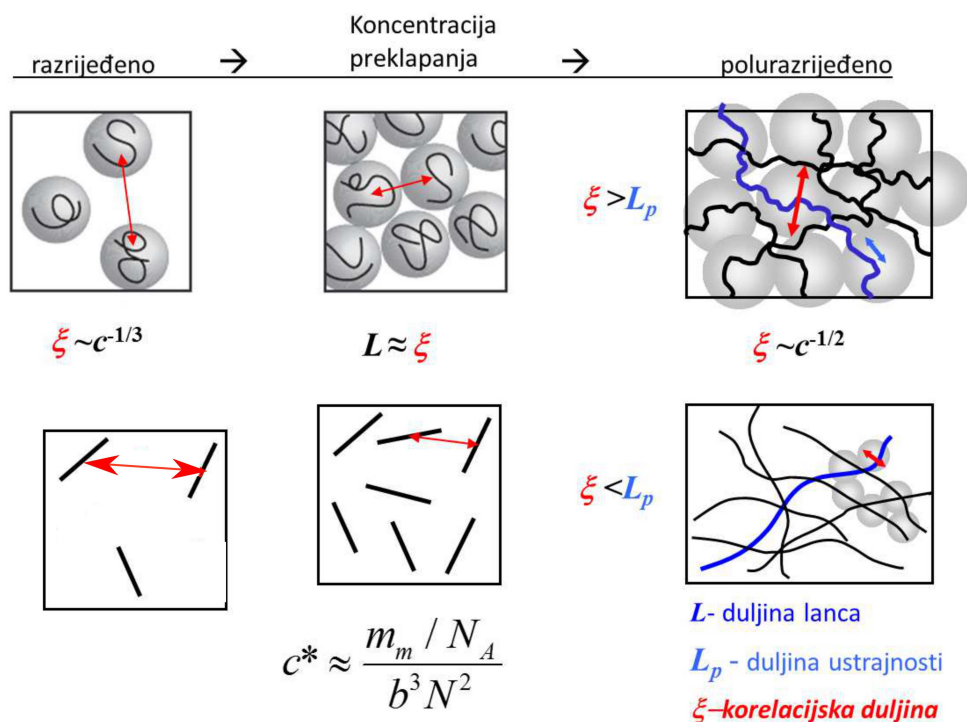 razrijeđeno → Koncentracija
preklapanja → polurazrijeđeno
ξ > Lₚ
ξ ~c⁻¹/³
L ≈ ξ
ξ ~c⁻¹/²
ξ < Lₚ
c* ≈ (mₘ / N_A) / (b³N²)
L- duljina lanca
Lₚ - duljina ustrajnosti
ξ–korelacijska duljina